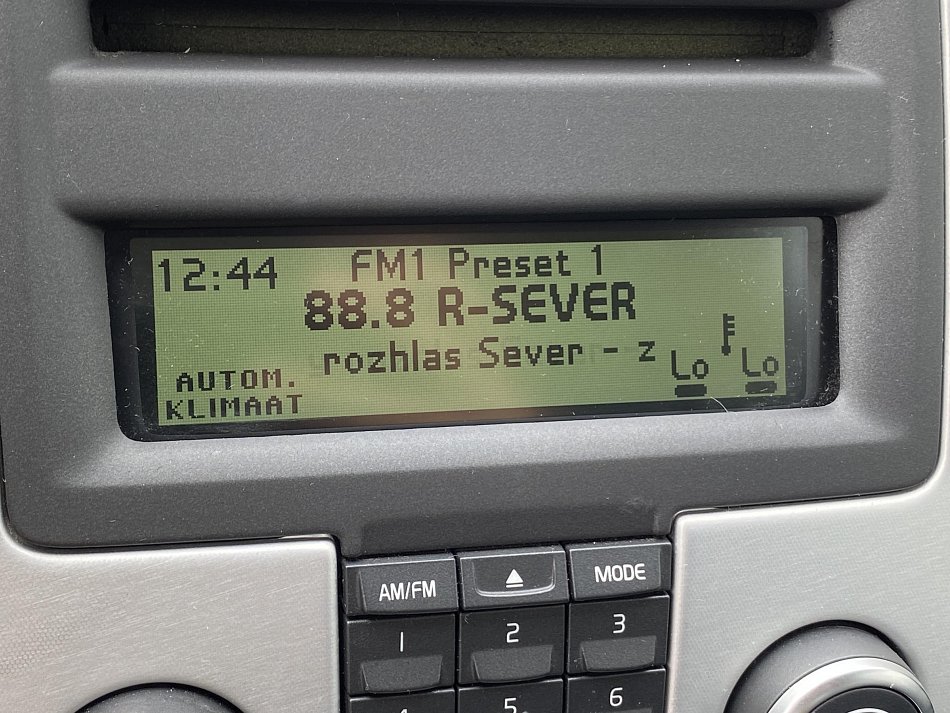 12:44 FM1 Preset 1
88.8 R-SEVER
rozhlas Sever - z
AUTOM.
KLIMAAT
Lo Lo
AM/FM MODE
1 2 3
5 6